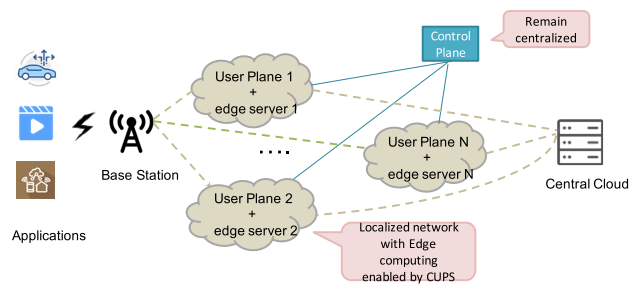 Remain
centralized
Control
Plane
User Plane 1
+
edge server 1
User Plane N
+
edge server N
....
Base Station
Central Cloud
User Plane 2
+
edge server 2
Applications
Localized network
with Edge
computing
enabled by CUPS